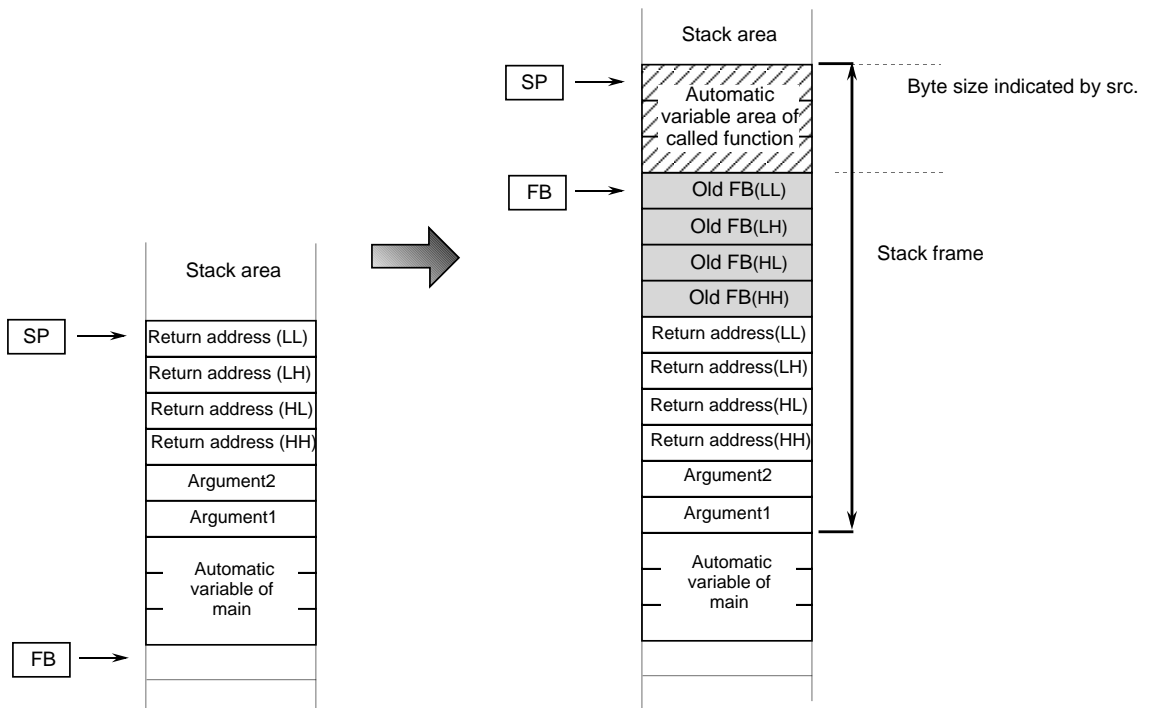 Stack area
SP
Return address (LL)
Return address (LH)
Return address (HL)
Return address (HH)
Argument2
Argument1
Automatic
variable of
main
FB
Stack area
SP
Automatic
variable area of
called function
Byte size indicated by src.
FB
Old FB(LL)
Old FB(LH)
Old FB(HL)
Old FB(HH)
Stack frame
Return address(LL)
Return address(LH)
Return address(HL)
Return address(HH)
Argument2
Argument1
Automatic
variable of
main